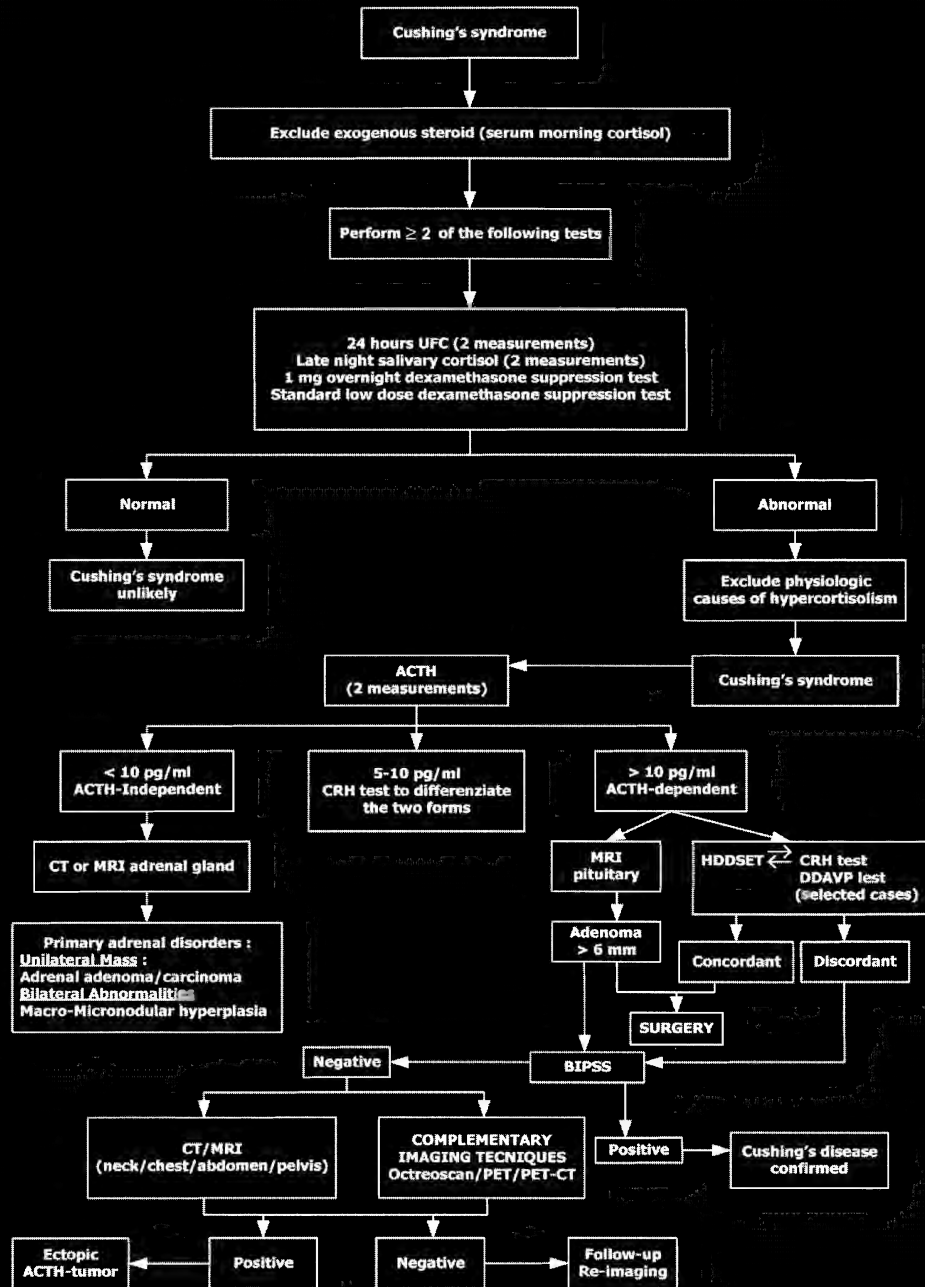 Cushing's syndrome
Exclude exogenous steroid (serum morning cortisol)
Perform ≥ 2 of the following tests
24 hours UFC (2 measurements)
Late night salivary cortisol (2 measurements)
1 mg overnight dexamethasone suppression test
Standard low dose dexamethasone suppression test
Normal
Abnormal
Cushing's syndrome
unlikely
Exclude physiologic
causes of hypercortisolism
Cushing's syndrome
ACTH
(2 measurements)
< 10 pg/ml
ACTH-Independent
5-10 pg/ml
CRH test to differenziate
the two forms
> 10 pg/ml
ACTH-dependent
CT or MRI adrenal gland
MRI
pituitary
HDDSET ⇄ CRH test
DDAVP test
(selected cases)
Primary adrenal disorders :
Unilateral Mass :
Adrenal adenoma/carcinoma
Bilateral Abnormalities
Macro-Micronodular hyperplasia
Adenoma
> 6 mm
Concordant
Discordant
SURGERY
Negative
BIPSS
CT/MRI
(neck/chest/abdomen/pelvis)
COMPLEMENTARY
IMAGING TECNIQUES
Octreoscan/PET/PET-CT
Positive
Cushing's disease
confirmed
Ectopic
ACTH-tumor
Positive
Negative
Follow-up
Re-imaging